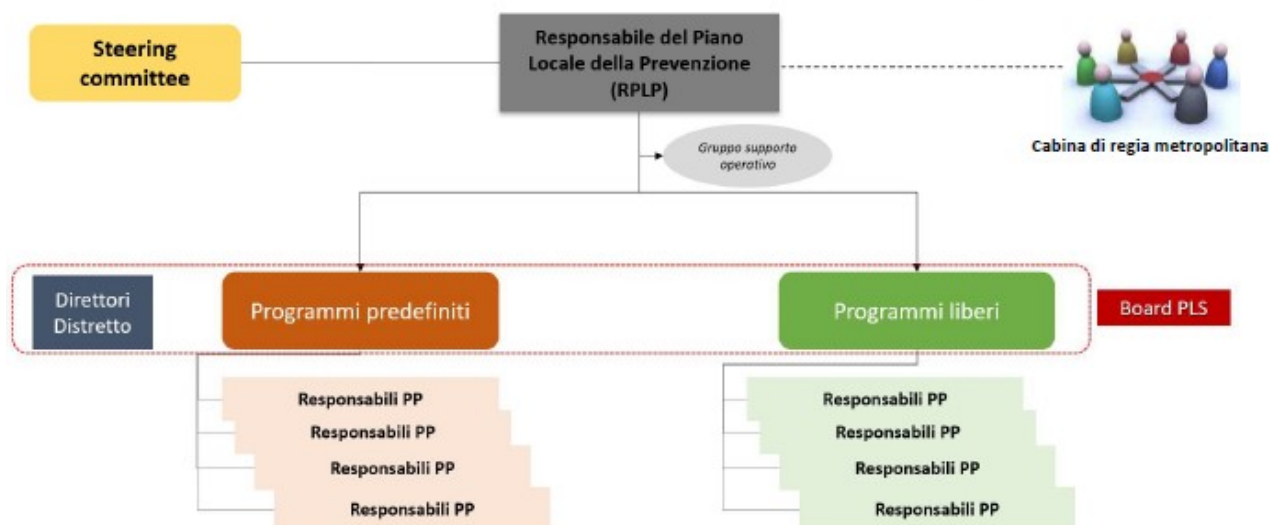 Steering
committee
Responsabile del Piano
Locale della Prevenzione
(RPLP)
Cabina di regia metropolitana
Gruppo supporto
operativo
Direttori
Distretto
Programmi predefiniti
Programmi liberi
Board PLS
Responsabili PP
Responsabili PP
Responsabili PP
Responsabili PP
Responsabili PP
Responsabili PP
Responsabili PP
Responsabili PP